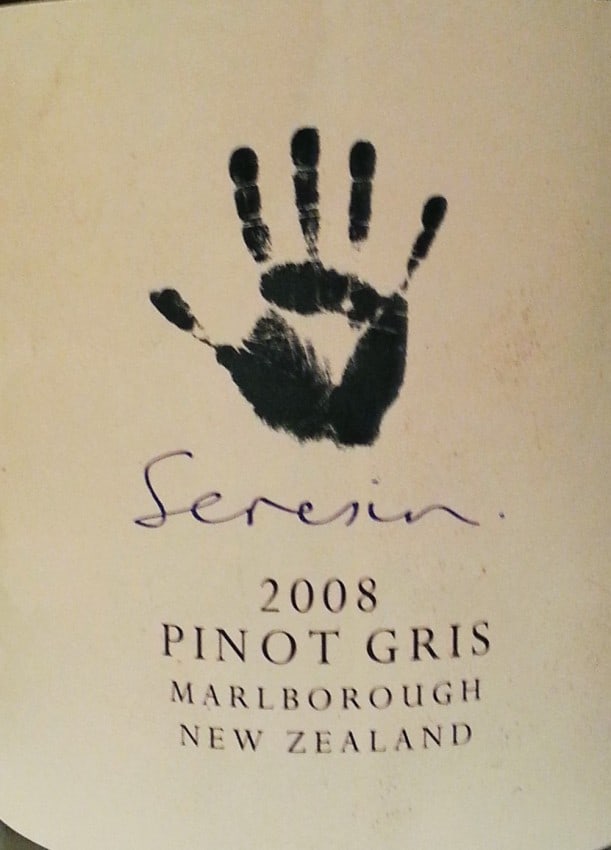 Seresin.
2008
PINOT GRIS
MARLBOROUGH
NEW ZEALAND